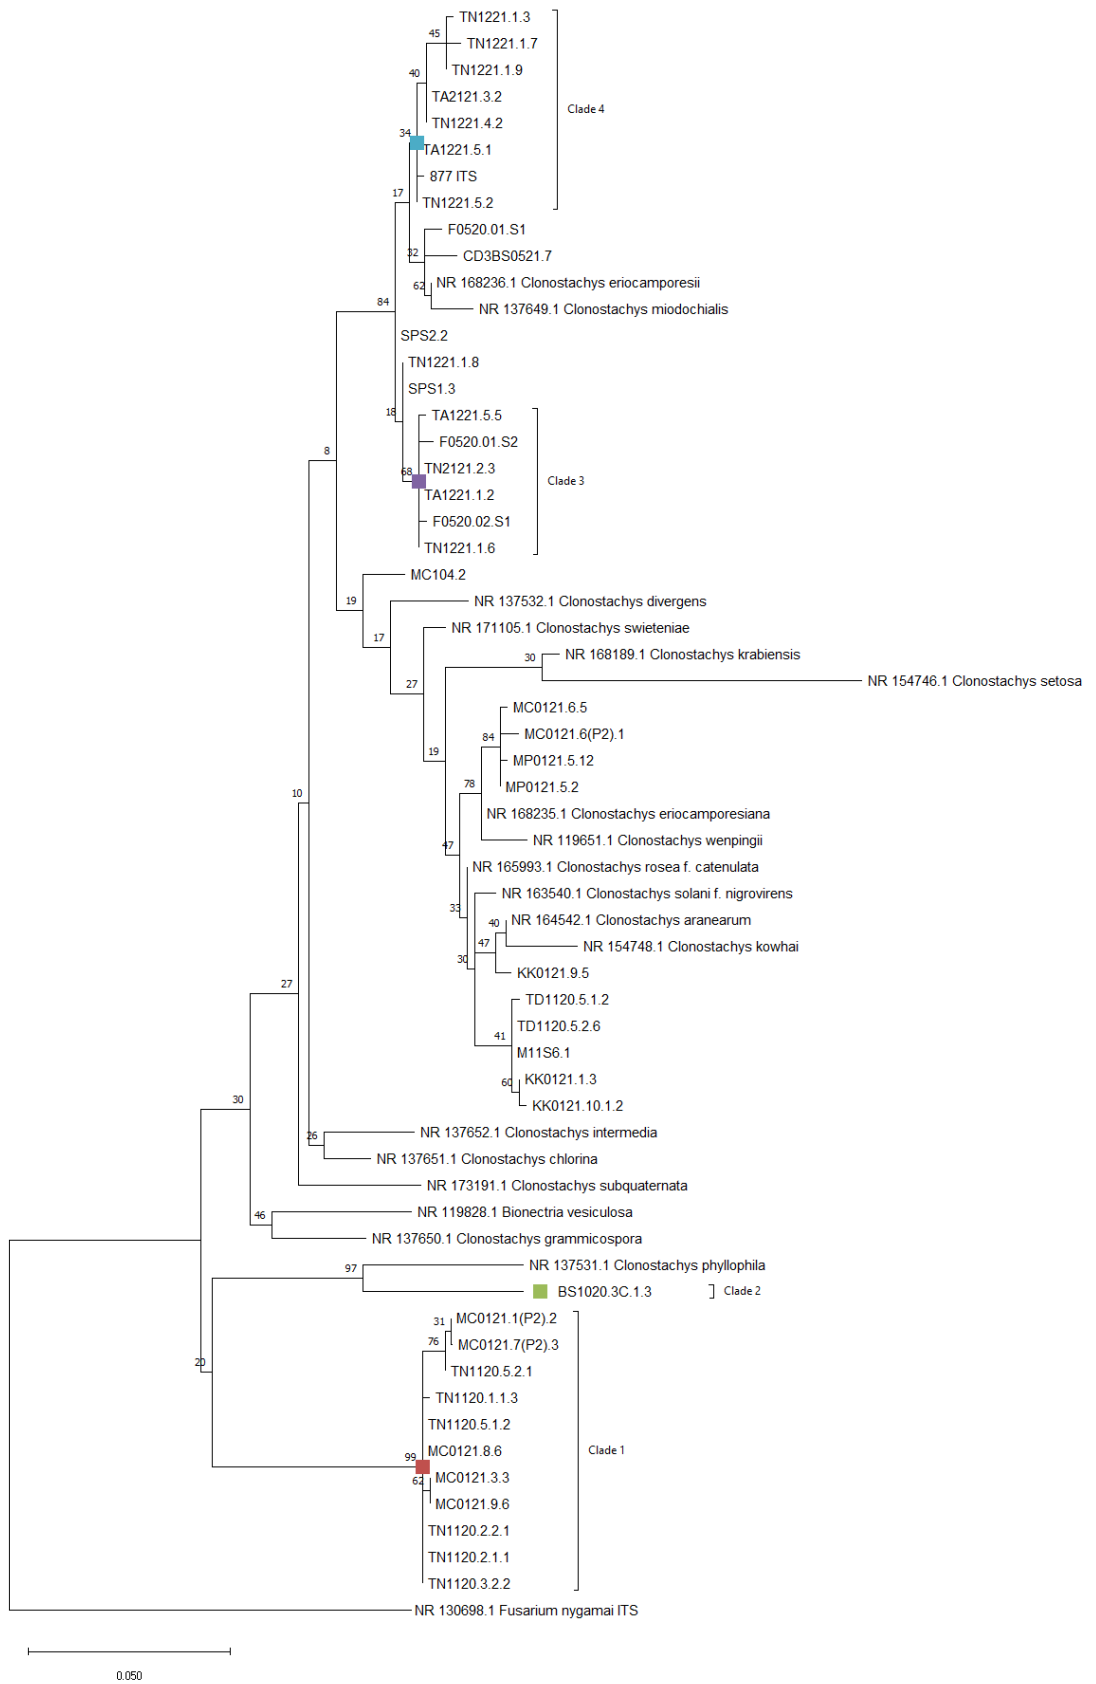 TN1221.1.3
45
TN1221.1.7
TN1221.1.9
40
TA2121.3.2
Clade 4
TN1221.4.2
34
TA1221.5.1
877 ITS
17
TN1221.5.2
F0520.01.S1
32
CD3BS0521.7
NR 168236.1 Clonostachys eriocamporesii
62
84
NR 137649.1 Clonostachys miodochialis
SPS2.2
TN1221.1.8
SPS1.3
18
TA1221.5.5
F0520.01.S2
8
TN2121.2.3
68
Clade 3
TA1221.1.2
F0520.02.S1
TN1221.1.6
MC104.2
19
NR 137532.1 Clonostachys divergens
NR 171105.1 Clonostachys swieteniae
17
NR 168189.1 Clonostachys krabiensis
30
NR 154746.1 Clonostachys setosa
27
MC0121.6.5
MC0121.6(P2).1
84
19
MP0121.5.12
78
MP0121.5.2
10
NR 168235.1 Clonostachys eriocamporesiana
NR 119651.1 Clonostachys wenpingii
47
NR 165993.1 Clonostachys rosea f. catenulata
NR 163540.1 Clonostachys solani f. nigrovirens
33
NR 164542.1 Clonostachys aranearum
40
47
NR 154748.1 Clonostachys kowhai
30
KK0121.9.5
27
TD1120.5.1.2
TD1120.5.2.6
41
M11S6.1
KK0121.1.3
60
KK0121.10.1.2
30
NR 137652.1 Clonostachys intermedia
26
NR 137651.1 Clonostachys chlorina
NR 173191.1 Clonostachys subquaternata
NR 119828.1 Bionectria vesiculosa
46
NR 137650.1 Clonostachys grammicospora
NR 137531.1 Clonostachys phyllophila
97
BS1020.3C.1.3
Clade 2
MC0121.1(P2).2
31
MC0121.7(P2).3
76
20
TN1120.5.2.1
TN1120.1.1.3
TN1120.5.1.2
MC0121.8.6
Clade 1
99
MC0121.3.3
62
MC0121.9.6
TN1120.2.2.1
TN1120.2.1.1
TN1120.3.2.2
NR 130698.1 Fusarium nygamai ITS
0.050